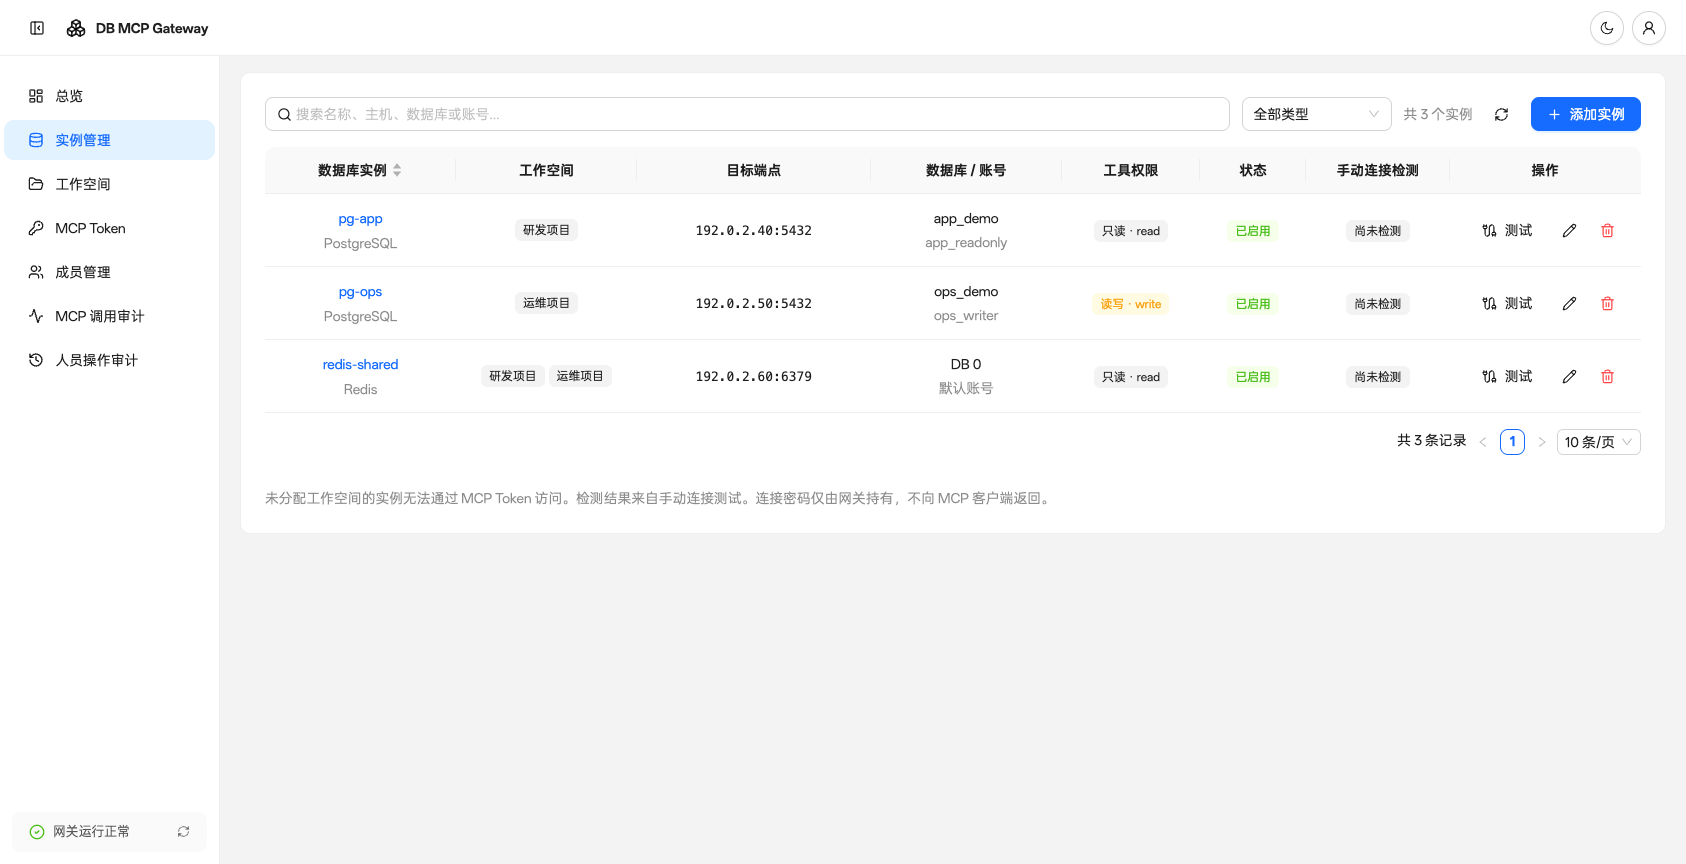 DB MCP Gateway
总览
实例管理
工作空间
MCP Token
成员管理
MCP 调用审计
人员操作审计
网关运行正常
搜索名称、主机、数据库或账号...
全部类型
共 3 个实例
添加实例
数据库实例 工作空间 目标端点 数据库 / 账号 工具权限 状态 手动连接检测 操作
pg-app
PostgreSQL
研发项目
192.0.2.40:5432
app_demo
app_readonly
只读 · read
已启用
尚未检测
测试
pg-ops
PostgreSQL
运维项目
192.0.2.50:5432
ops_demo
ops_writer
读写 · write
已启用
尚未检测
测试
redis-shared
Redis
研发项目 运维项目
192.0.2.60:6379
DB 0
默认账号
只读 · read
已启用
尚未检测
测试
共 3 条记录 1 10 条/页
未分配工作空间的实例无法通过 MCP Token 访问。检测结果来自手动连接测试。连接密码仅由网关持有，不向 MCP 客户端返回。